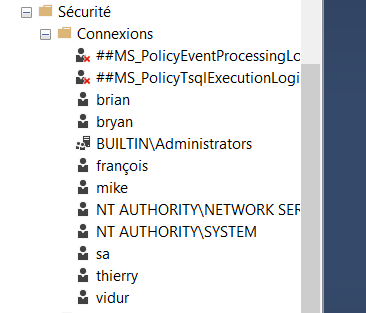 Sécurité
Connexions
##MS_PolicyEventProcessingLo
##MS_PolicyTsqlExecutionLogi
brian
bryan
BUILTIN\Administrators
françois
mike
NT AUTHORITY\NETWORK SER
NT AUTHORITY\SYSTEM
sa
thierry
vidur